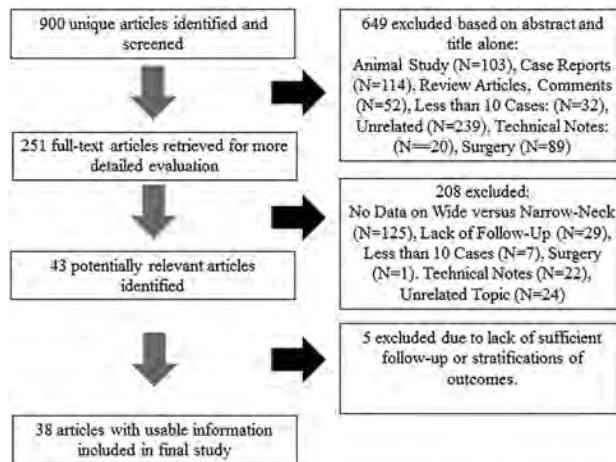 900 unique articles identified and
screened
649 excluded based on abstract and
title alone:
Animal Study (N=103), Case Reports
(N=114), Review Articles, Comments
(N=52), Less than 10 Cases: (N=32),
Unrelated (N=239), Technical Notes:
(N==20), Surgery (N=89)
251 full-text articles retrieved for more
detailed evaluation
208 excluded:
No Data on Wide versus Narrow-Neck
(N=125), Lack of Follow-Up (N=29),
Less than 10 Cases (N=7), Surgery
(N=1). Technical Notes (N=22),
Unrelated Topic (N=24)
43 potentially relevant articles
identified
5 excluded due to lack of sufficient
follow-up or stratifications of
outcomes.
38 articles with usable information
included in final study